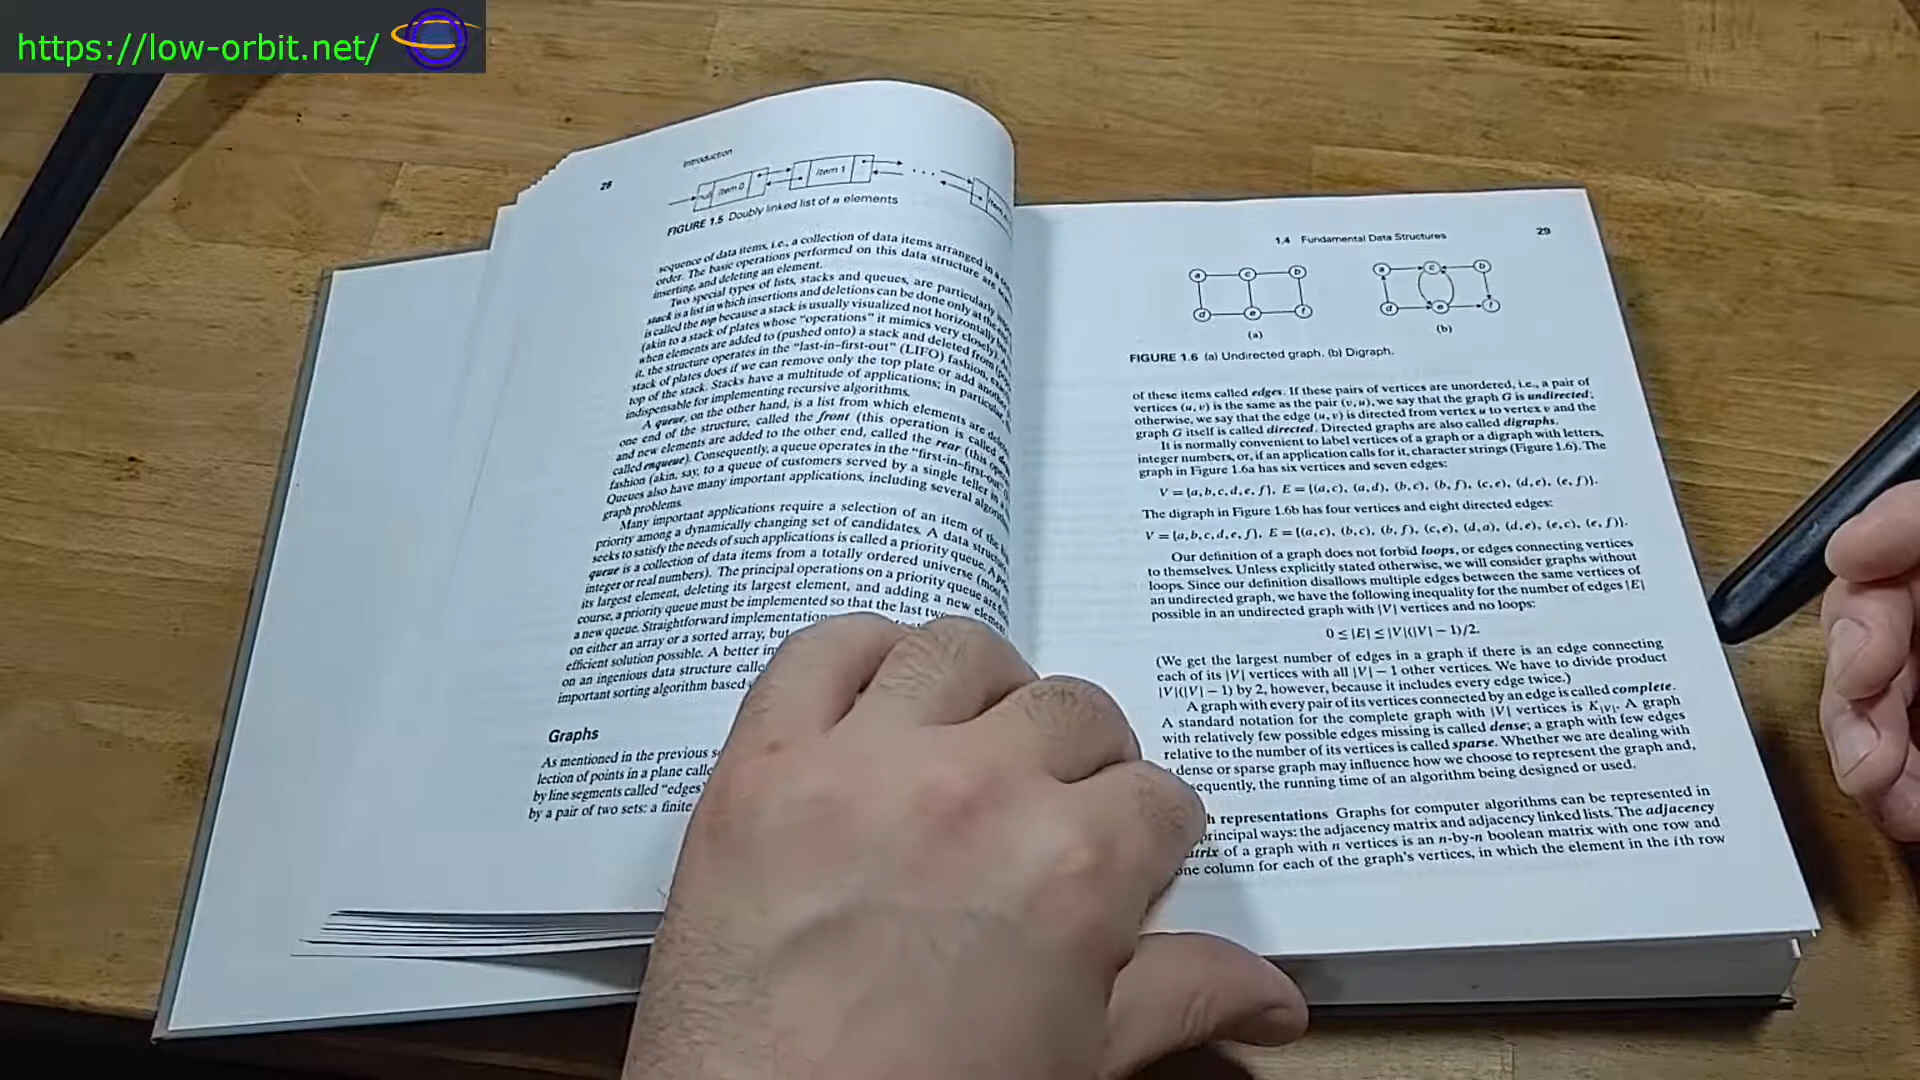 https://low-orbit.net/
28
Introduction
null
item 0
item 1
. . .
item
FIGURE 1.5 Doubly linked list of n elements
sequence of data items, i.e., a collection of data items arranged in a
order. The basic operations performed on this data structure are
inserting, and deleting an element.
Two special types of lists, stacks and queues, are particularly
stack is a list in which insertions and deletions can be done only at the
is called the top because a stack is usually visualized not horizontally
(akin to a stack of plates whose "operations" it mimics very closely).
when elements are added to (pushed onto) a stack and deleted from
it, the structure operates in the "last-in–first-out" (LIFO) fashion,
stack of plates does if we can remove only the top plate or add another
top of the stack. Stacks have a multitude of applications; in particular,
indispensable for implementing recursive algorithms.
A queue, on the other hand, is a list from which elements are
one end of the structure, called the front (this operation is called
and new elements are added to the other end, called the rear (this
called enqueue). Consequently, a queue operates in the "first-in–first-out"
fashion (akin, say, to a queue of customers served by a single teller in a
Queues also have many important applications, including several
graph problems.
Many important applications require a selection of an item of the
priority among a dynamically changing set of candidates. A data
seeks to satisfy the needs of such applications is called a priority queue. A
queue is a collection of data items from a totally ordered universe
integer or real numbers). The principal operations on a priority queue are
its largest element, deleting its largest element, and adding a new element
course, a priority queue must be implemented so that the last two
a new queue. Straightforward implementation
on either an array or a sorted array, but
efficient solution possible. A better
on an ingenious data structure
important sorting algorithm based
Graphs
As mentioned in the previous
lection of points in a plane
by line segments called "edges
by a pair of two sets: a finite
1.4 Fundamental Data Structures
29
a c b
d e f
(a)
a c b
d e f
(b)
FIGURE 1.6 (a) Undirected graph. (b) Digraph.
of these items called edges. If these pairs of vertices are unordered, i.e., a pair of
vertices (u, v) is the same as the pair (v, u), we say that the graph G is undirected;
otherwise, we say that the edge (u, v) is directed from vertex u to vertex v and the
graph G itself is called directed. Directed graphs are also called digraphs.
It is normally convenient to label vertices of a graph or a digraph with letters,
integer numbers, or, if an application calls for it, character strings (Figure 1.6). The
graph in Figure 1.6a has six vertices and seven edges:
V = {a, b, c, d, e, f}, E = {(a, c), (a, d), (b, c), (b, f), (c, e), (d, e), (e, f)}.
The digraph in Figure 1.6b has four vertices and eight directed edges:
V = {a, b, c, d, e, f}, E = {(a, c), (b, c), (b, f), (c, e), (d, a), (d, e), (e, c), (e, f)}.
Our definition of a graph does not forbid loops, or edges connecting vertices
to themselves. Unless explicitly stated otherwise, we will consider graphs without
loops. Since our definition disallows multiple edges between the same vertices of
an undirected graph, we have the following inequality for the number of edges |E|
possible in an undirected graph with |V| vertices and no loops:
0 ≤ |E| ≤ |V|(|V| − 1)/2.
(We get the largest number of edges in a graph if there is an edge connecting
each of its |V| vertices with all |V| − 1 other vertices. We have to divide product
|V|(|V| − 1) by 2, however, because it includes every edge twice.)
A graph with every pair of its vertices connected by an edge is called complete.
A standard notation for the complete graph with |V| vertices is K|V|. A graph
with relatively few possible edges missing is called dense; a graph with few edges
relative to the number of its vertices is called sparse. Whether we are dealing with
dense or sparse graph may influence how we choose to represent the graph and,
sequently, the running time of an algorithm being designed or used.
h representations Graphs for computer algorithms can be represented in
principal ways: the adjacency matrix and adjacency linked lists. The adjacency
atrix of a graph with n vertices is an n-by-n boolean matrix with one row and
one column for each of the graph's vertices, in which the element in the ith row